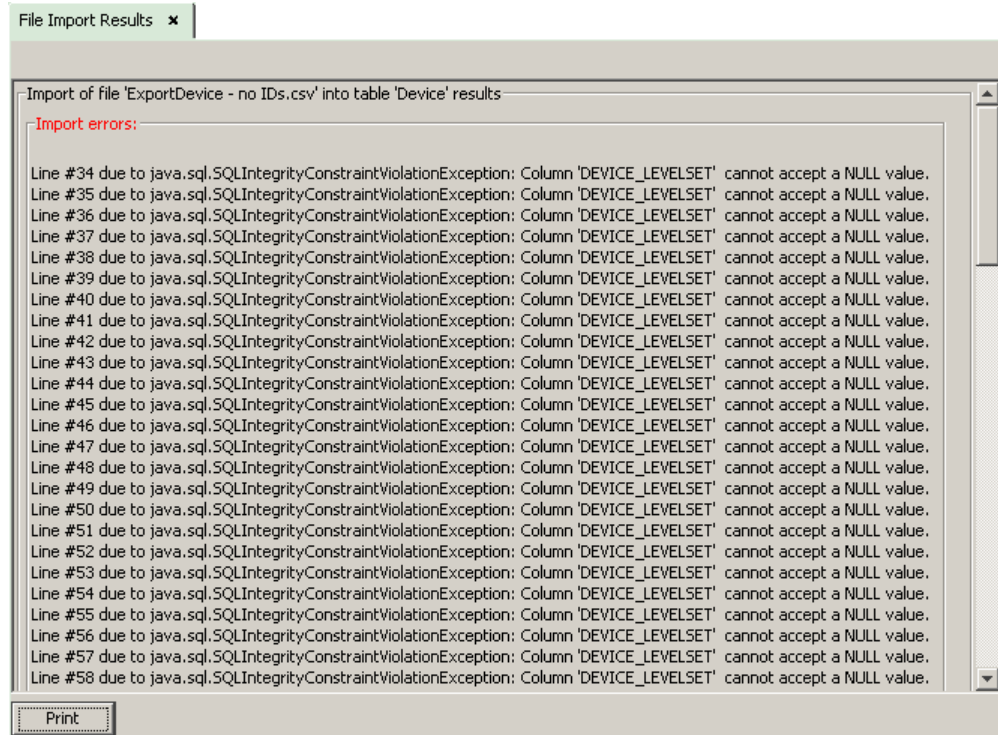 File Import Results ×
Import of file 'ExportDevice - no IDs.csv' into table 'Device' results
Import errors:
Line #34 due to java.sql.SQLIntegrityConstraintViolationException: Column 'DEVICE_LEVELSET' cannot accept a NULL value.
Line #35 due to java.sql.SQLIntegrityConstraintViolationException: Column 'DEVICE_LEVELSET' cannot accept a NULL value.
Line #36 due to java.sql.SQLIntegrityConstraintViolationException: Column 'DEVICE_LEVELSET' cannot accept a NULL value.
Line #37 due to java.sql.SQLIntegrityConstraintViolationException: Column 'DEVICE_LEVELSET' cannot accept a NULL value.
Line #38 due to java.sql.SQLIntegrityConstraintViolationException: Column 'DEVICE_LEVELSET' cannot accept a NULL value.
Line #39 due to java.sql.SQLIntegrityConstraintViolationException: Column 'DEVICE_LEVELSET' cannot accept a NULL value.
Line #40 due to java.sql.SQLIntegrityConstraintViolationException: Column 'DEVICE_LEVELSET' cannot accept a NULL value.
Line #41 due to java.sql.SQLIntegrityConstraintViolationException: Column 'DEVICE_LEVELSET' cannot accept a NULL value.
Line #42 due to java.sql.SQLIntegrityConstraintViolationException: Column 'DEVICE_LEVELSET' cannot accept a NULL value.
Line #43 due to java.sql.SQLIntegrityConstraintViolationException: Column 'DEVICE_LEVELSET' cannot accept a NULL value.
Line #44 due to java.sql.SQLIntegrityConstraintViolationException: Column 'DEVICE_LEVELSET' cannot accept a NULL value.
Line #45 due to java.sql.SQLIntegrityConstraintViolationException: Column 'DEVICE_LEVELSET' cannot accept a NULL value.
Line #46 due to java.sql.SQLIntegrityConstraintViolationException: Column 'DEVICE_LEVELSET' cannot accept a NULL value.
Line #47 due to java.sql.SQLIntegrityConstraintViolationException: Column 'DEVICE_LEVELSET' cannot accept a NULL value.
Line #48 due to java.sql.SQLIntegrityConstraintViolationException: Column 'DEVICE_LEVELSET' cannot accept a NULL value.
Line #49 due to java.sql.SQLIntegrityConstraintViolationException: Column 'DEVICE_LEVELSET' cannot accept a NULL value.
Line #50 due to java.sql.SQLIntegrityConstraintViolationException: Column 'DEVICE_LEVELSET' cannot accept a NULL value.
Line #51 due to java.sql.SQLIntegrityConstraintViolationException: Column 'DEVICE_LEVELSET' cannot accept a NULL value.
Line #52 due to java.sql.SQLIntegrityConstraintViolationException: Column 'DEVICE_LEVELSET' cannot accept a NULL value.
Line #53 due to java.sql.SQLIntegrityConstraintViolationException: Column 'DEVICE_LEVELSET' cannot accept a NULL value.
Line #54 due to java.sql.SQLIntegrityConstraintViolationException: Column 'DEVICE_LEVELSET' cannot accept a NULL value.
Line #55 due to java.sql.SQLIntegrityConstraintViolationException: Column 'DEVICE_LEVELSET' cannot accept a NULL value.
Line #56 due to java.sql.SQLIntegrityConstraintViolationException: Column 'DEVICE_LEVELSET' cannot accept a NULL value.
Line #57 due to java.sql.SQLIntegrityConstraintViolationException: Column 'DEVICE_LEVELSET' cannot accept a NULL value.
Line #58 due to java.sql.SQLIntegrityConstraintViolationException: Column 'DEVICE_LEVELSET' cannot accept a NULL value.
Print